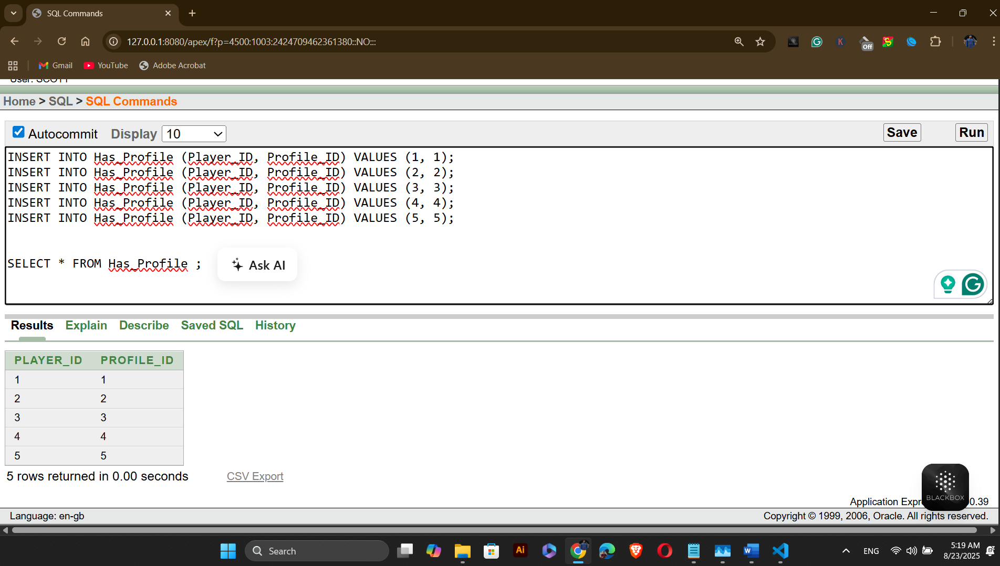 SQL Commands
127.0.0.1:8080/apex/f?p=4500:1003:2424709462361380::NO:::
K
Off
S
Gmail
YouTube
Adobe Acrobat
User: SCOTT
Home > SQL > SQL Commands
Autocommit Display 10 Save Run
INSERT INTO Has_Profile (Player_ID, Profile_ID) VALUES (1, 1);
INSERT INTO Has_Profile (Player_ID, Profile_ID) VALUES (2, 2);
INSERT INTO Has_Profile (Player_ID, Profile_ID) VALUES (3, 3);
INSERT INTO Has_Profile (Player_ID, Profile_ID) VALUES (4, 4);
INSERT INTO Has_Profile (Player_ID, Profile_ID) VALUES (5, 5);
SELECT * FROM Has_Profile ;
Ask AI
Results Explain Describe Saved SQL History
PLAYER_ID PROFILE_ID
1 1
2 2
3 3
4 4
5 5
5 rows returned in 0.00 seconds
CSV Export
BLACKBOX
Application Expr 0.39
Language: en-gb
Copyright © 1999, 2006, Oracle. All rights reserved.
Search
Ai
W
ENG
5:19 AM
8/23/2025